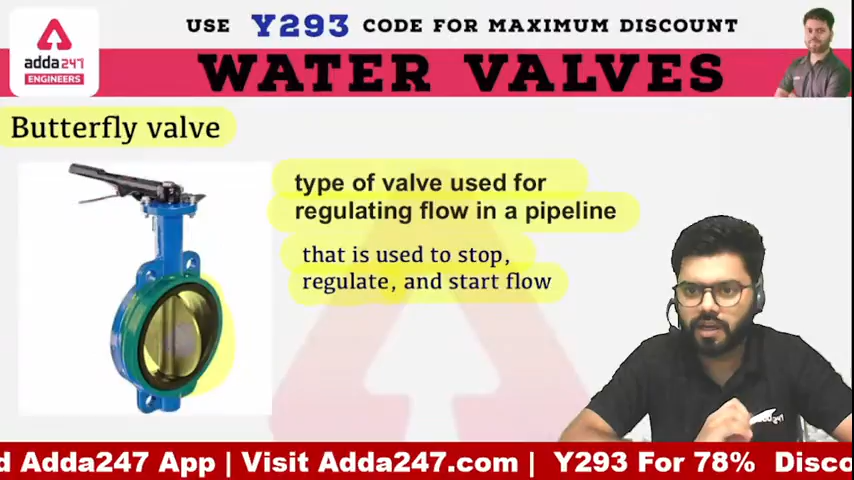 USE Y293 CODE FOR MAXIMUM DISCOUNT
adda247
ENGINEERS
WATER VALVES
Butterfly valve
type of valve used for
regulating flow in a pipeline
that is used to stop,
regulate, and start flow
d Adda247 App | Visit Adda247.com | Y293 For 78% Disco